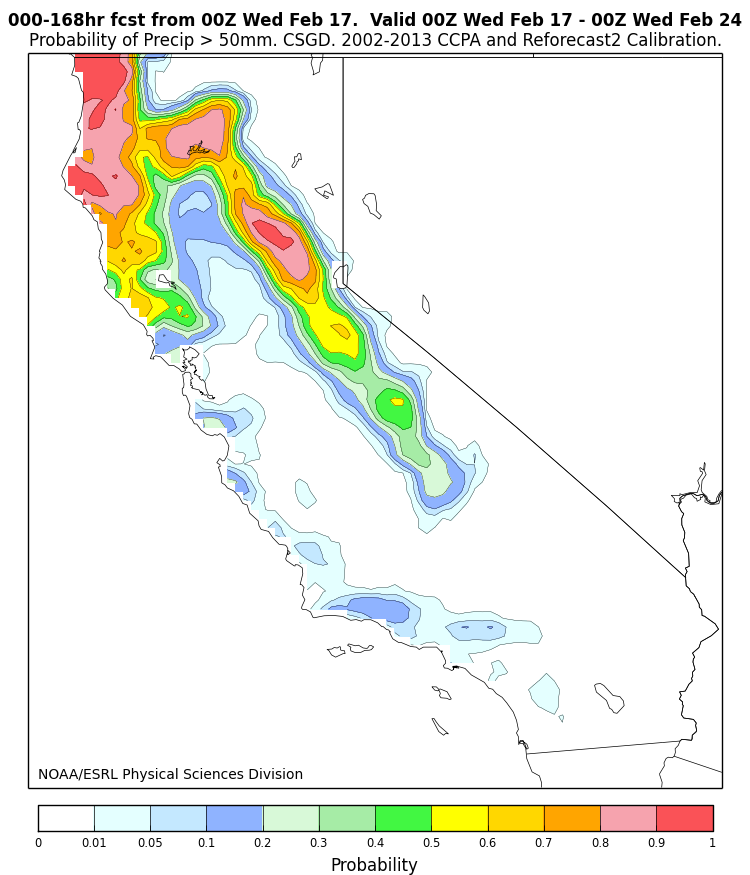 000-168hr fcst from 00Z Wed Feb 17.  Valid 00Z Wed Feb 17 - 00Z Wed Feb 24
Probability of Precip > 50mm. CSGD. 2002-2013 CCPA and Reforecast2 Calibration.
NOAA/ESRL Physical Sciences Division
0 0.01 0.05 0.1 0.2 0.3 0.4 0.5 0.6 0.7 0.8 0.9 1
Probability